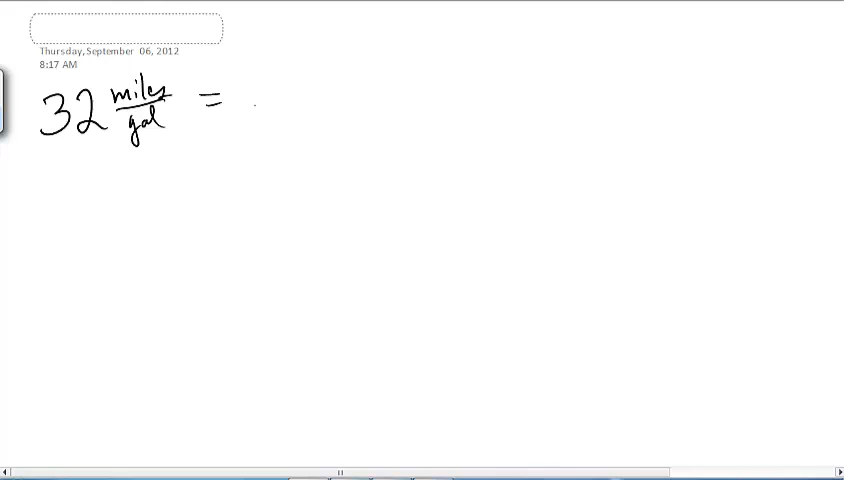 Thursday, September 06, 2012
8:17 AM
32 miles/gal =